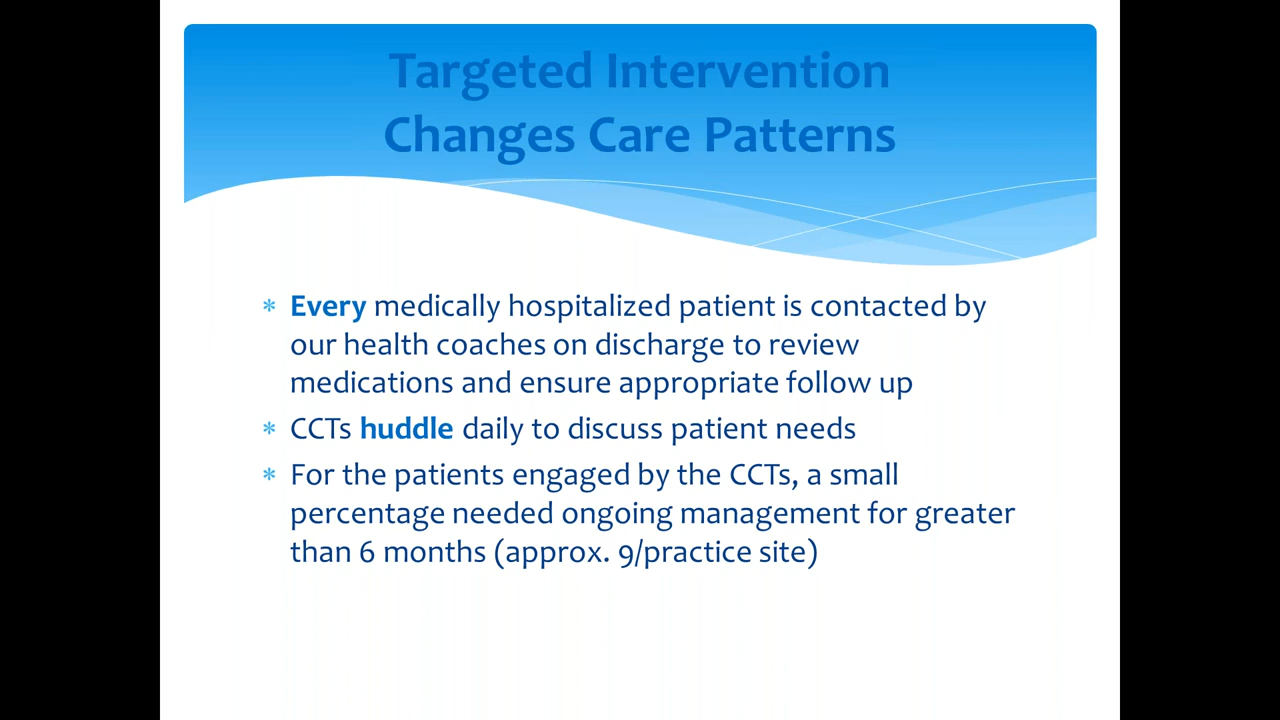 Targeted Intervention
Changes Care Patterns
* Every medically hospitalized patient is contacted by
our health coaches on discharge to review
medications and ensure appropriate follow up
* CCTs huddle daily to discuss patient needs
* For the patients engaged by the CCTs, a small
percentage needed ongoing management for greater
than 6 months (approx. 9/practice site)